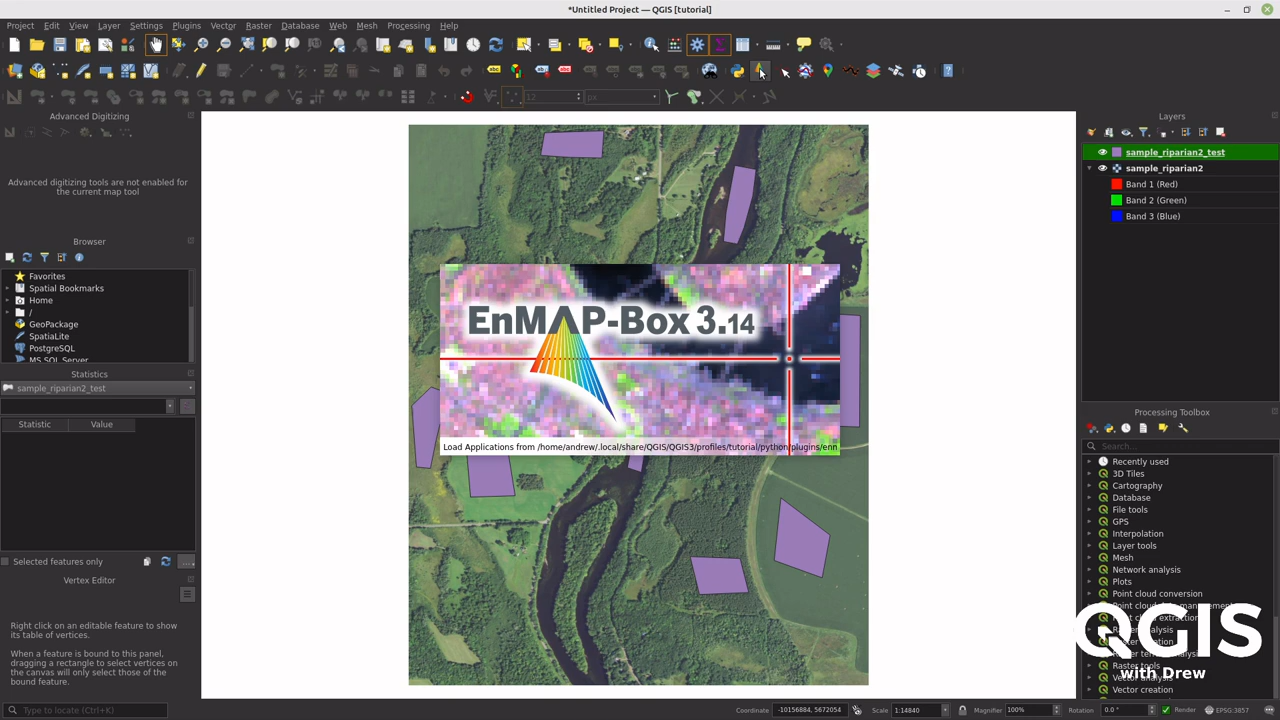 *Untitled Project — QGIS [tutorial]
Project Edit View Layer Settings Plugins Vector Raster Database Web Mesh Processing Help
12 px
Advanced Digitizing
Advanced digitizing tools are not enabled for
the current map tool
Browser
Favorites
Spatial Bookmarks
Home
/
GeoPackage
SpatiaLite
PostgreSQL
MS SQL Server
Statistics
sample_riparian2_test
Statistic Value
Selected features only
Vertex Editor
Right click on an editable feature to show
its table of vertices.
When a feature is bound to this panel,
dragging a rectangle to select vertices on
the canvas will only select those of the
bound feature.
EnMAP-Box 3.14
Load Applications from /home/andrew/.local/share/QGIS/QGIS3/profiles/tutorial/python/plugins/enn
Layers
sample_riparian2_test
sample_riparian2
Band 1 (Red)
Band 2 (Green)
Band 3 (Blue)
Processing Toolbox
Search...
Recently used
3D Tiles
Cartography
Database
File tools
GPS
Interpolation
Layer tools
Mesh
Network analysis
Plots
Point cloud conversion
Raster tools
Vector creation
QGIS
with Drew
Type to locate (Ctrl+K)
Coordinate -10156884, 5672054 Scale 1:14840 Magnifier 100% Rotation 0.0 ° Render EPSG:3857